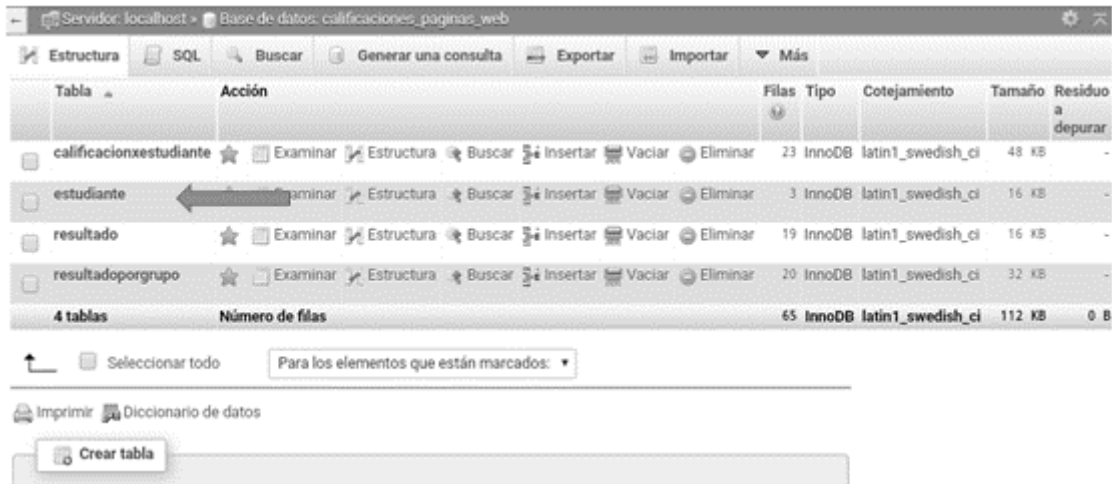 Servidor: localhost » Base de datos: calificaciones_paginas_web
Estructura SQL Buscar Generar una consulta Exportar Importar Más
Tabla Acción Filas Tipo Cotejamiento Tamaño Residuo a depurar
calificacionxestudiante Examinar Estructura Buscar Insertar Vaciar Eliminar 23 InnoDB latin1_swedish_ci 48 KB -
estudiante Examinar Estructura Buscar Insertar Vaciar Eliminar 3 InnoDB latin1_swedish_ci 16 KB -
resultado Examinar Estructura Buscar Insertar Vaciar Eliminar 19 InnoDB latin1_swedish_ci 16 KB -
resultadoporgrupo Examinar Estructura Buscar Insertar Vaciar Eliminar 20 InnoDB latin1_swedish_ci 32 KB -
4 tablas Número de filas 65 InnoDB latin1_swedish_ci 112 KB 0 B
Seleccionar todo Para los elementos que están marcados:
Imprimir Diccionario de datos
Crear tabla